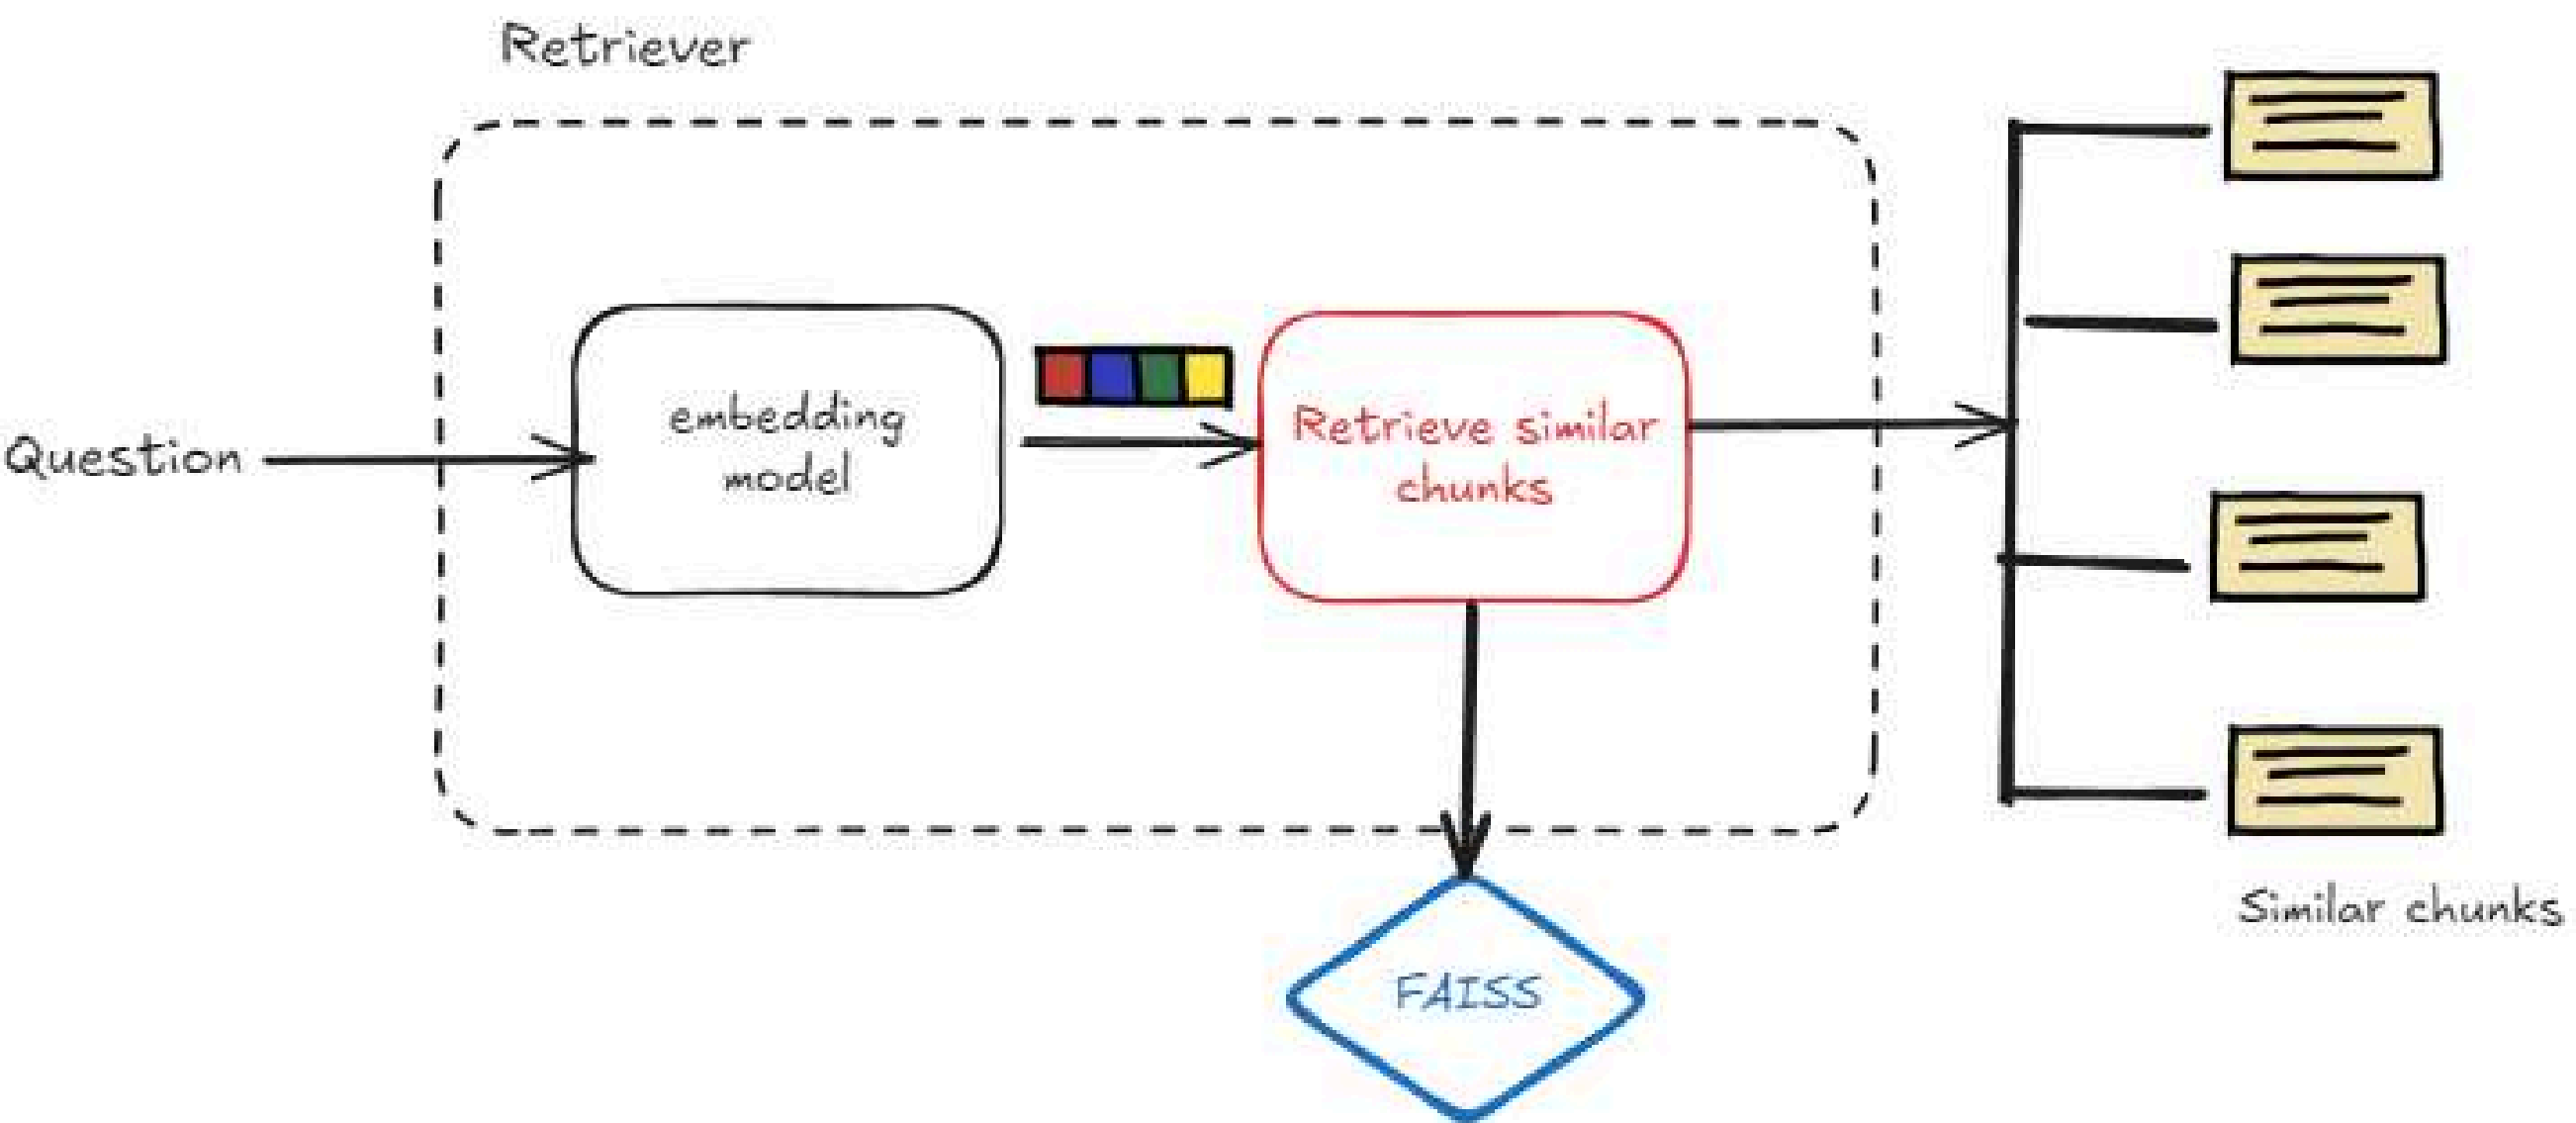 Retriever
Question
embedding
model
Retrieve similar
chunks
FAISS
Similar chunks